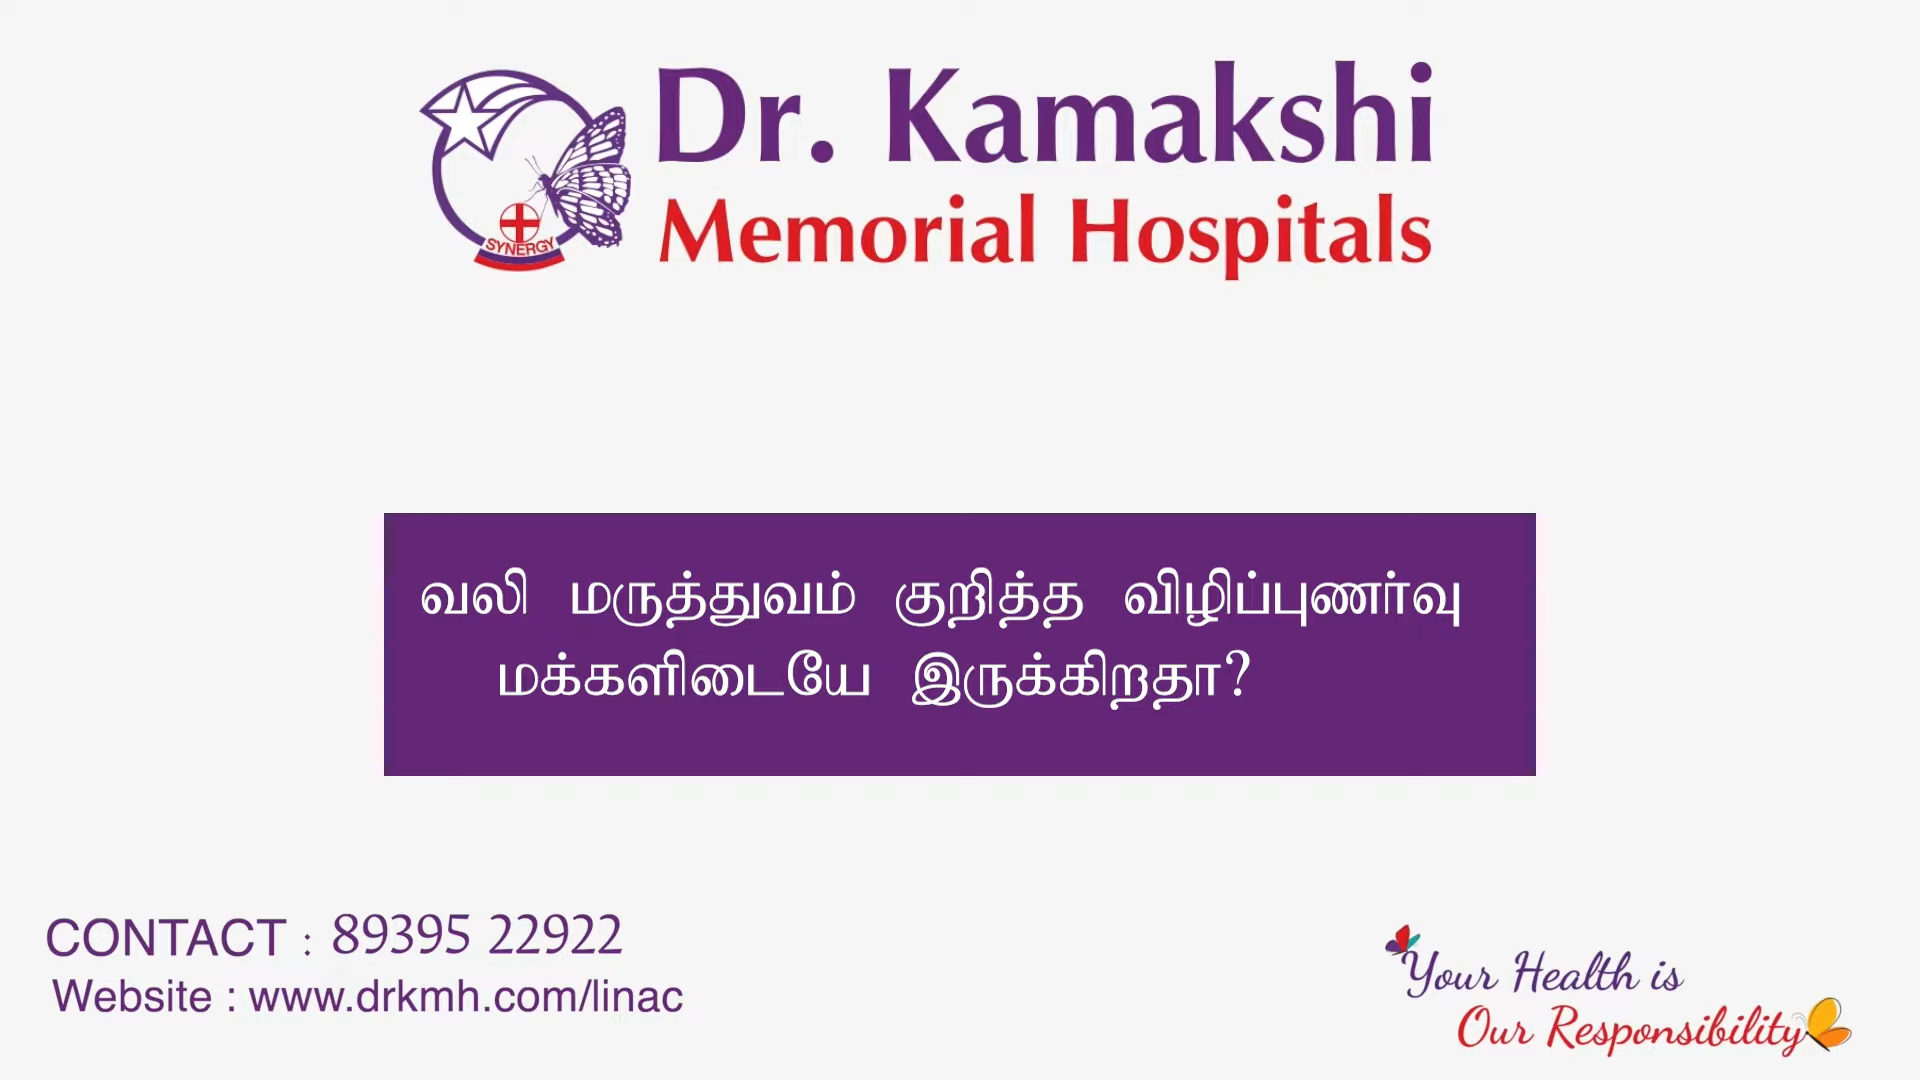 Dr. Kamakshi
Memorial Hospitals
SYNERGY
வலி மருத்துவம் குறித்த விழிப்புணர்வு
மக்களிடையே இருக்கிறதா?
CONTACT : 89395 22922
Website : www.drkmh.com/linac
Your Health is
Our Responsibility